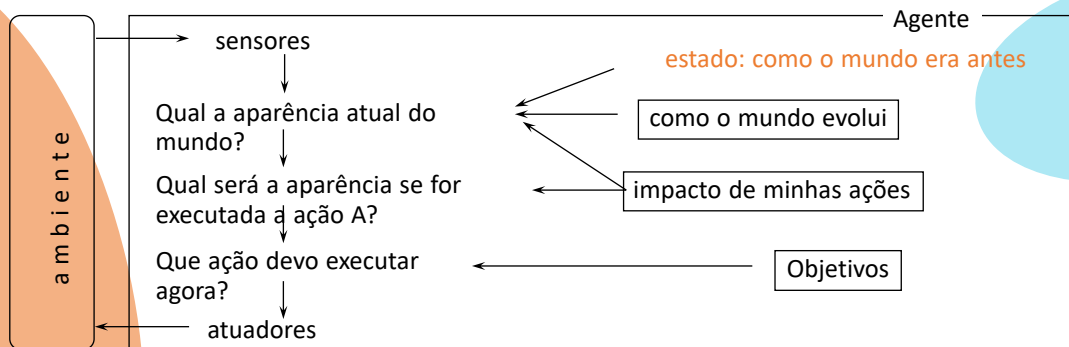 Agente
sensores
estado: como o mundo era antes
Qual a aparência atual do
mundo?
como o mundo evolui
Qual será a aparência se for
executada a ação A?
impacto de minhas ações
Que ação devo executar
agora?
Objetivos
atuadores
ambiente